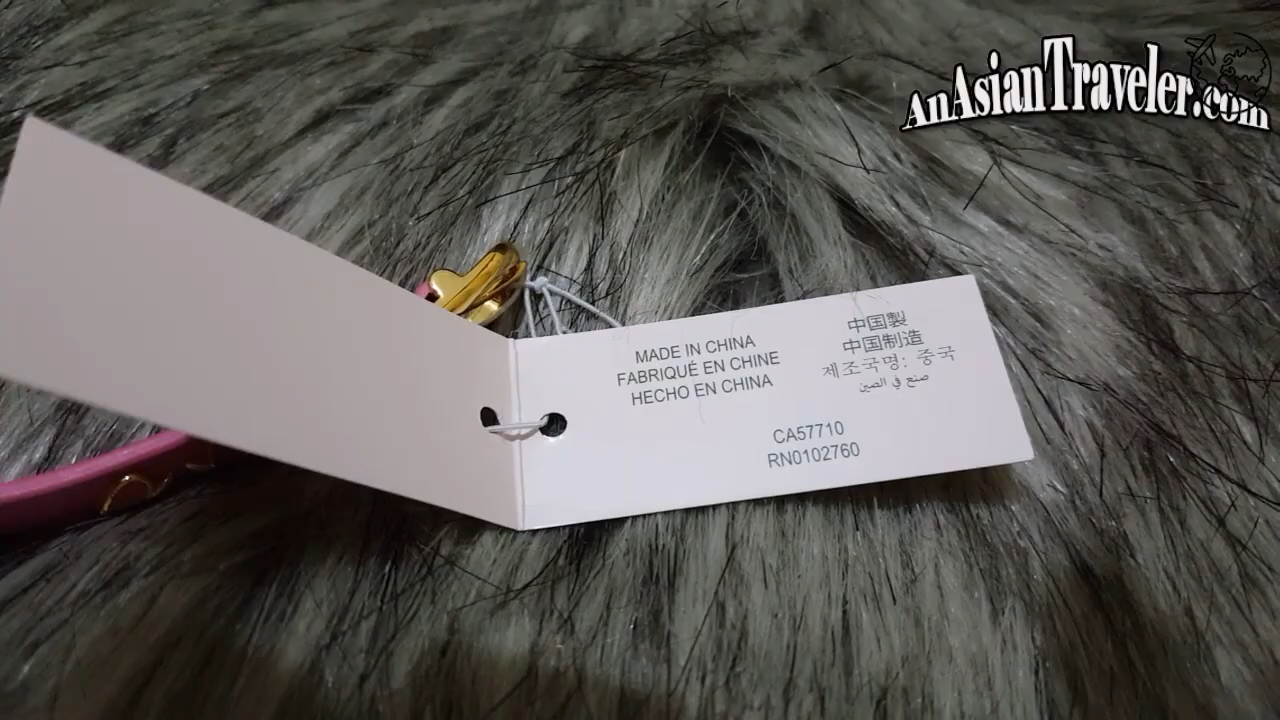 AnAsianTraveler.com
MADE IN CHINA
FABRIQUÉ EN CHINE
HECHO EN CHINA
中国製
中国制造
제조국명: 중국
صنع في الصين
CA57710
RN0102760